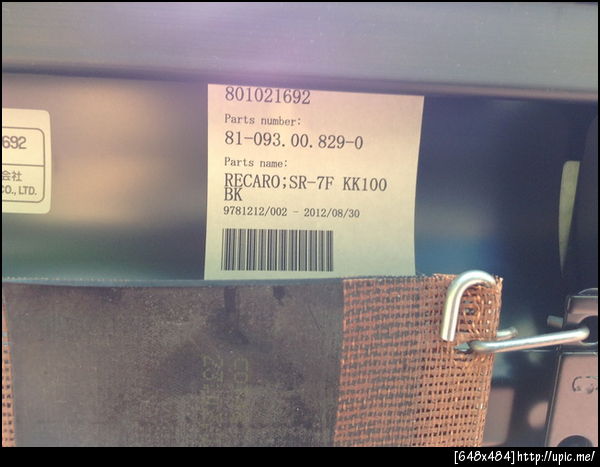 801021692
Parts number:
81-093.00.829-0
Parts name:
RECARO;SR-7F KK100
BK
9781212/002 - 2012/08/30
692
会社
CO., LTD.
[648x484]http://upic.me/